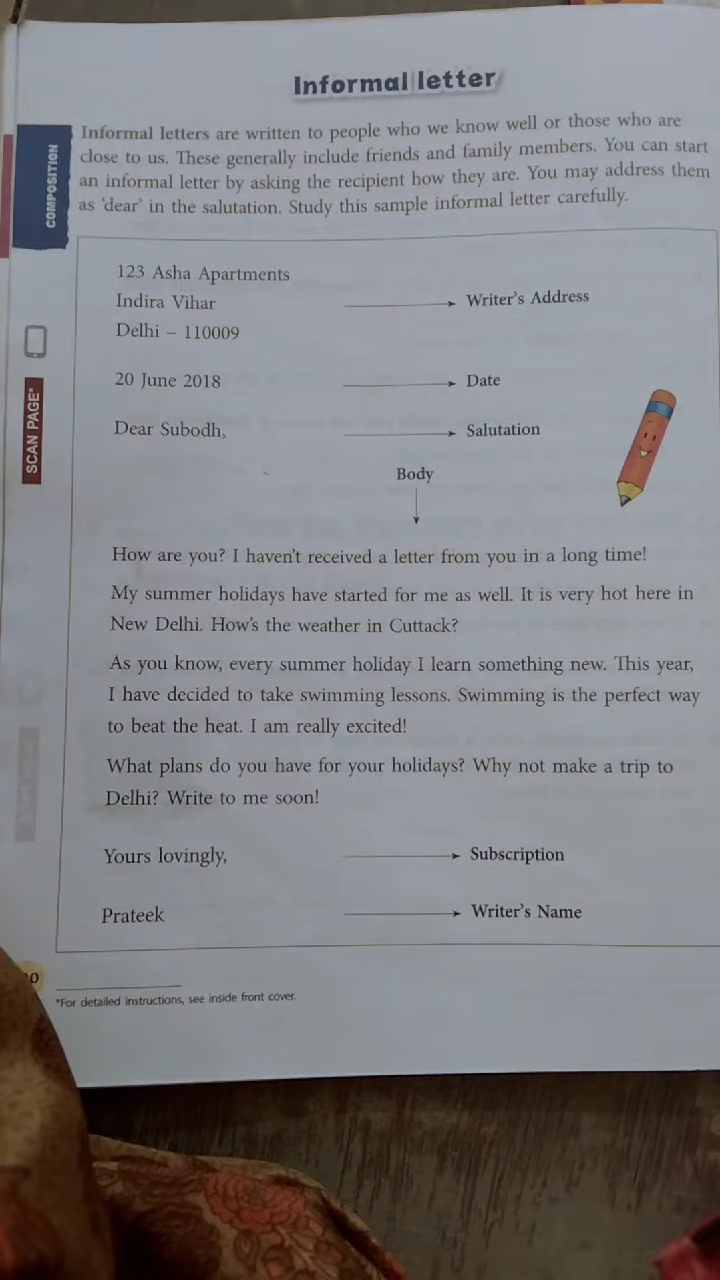 Informal letter
COMPOSITION
Informal letters are written to people who we know well or those who are
close to us. These generally include friends and family members. You can start
an informal letter by asking the recipient how they are. You may address them
as ‘dear’ in the salutation. Study this sample informal letter carefully.
SCAN PAGE*
123 Asha Apartments
Indira Vihar
Writer's Address
Delhi – 110009
20 June 2018
Date
Dear Subodh,
Salutation
Body
How are you? I haven't received a letter from you in a long time!
My summer holidays have started for me as well. It is very hot here in
New Delhi. How's the weather in Cuttack?
As you know, every summer holiday I learn something new. This year,
I have decided to take swimming lessons. Swimming is the perfect way
to beat the heat. I am really excited!
What plans do you have for your holidays? Why not make a trip to
Delhi? Write to me soon!
Yours lovingly,
Subscription
Prateek
Writer's Name
*For detailed instructions, see inside front cover.